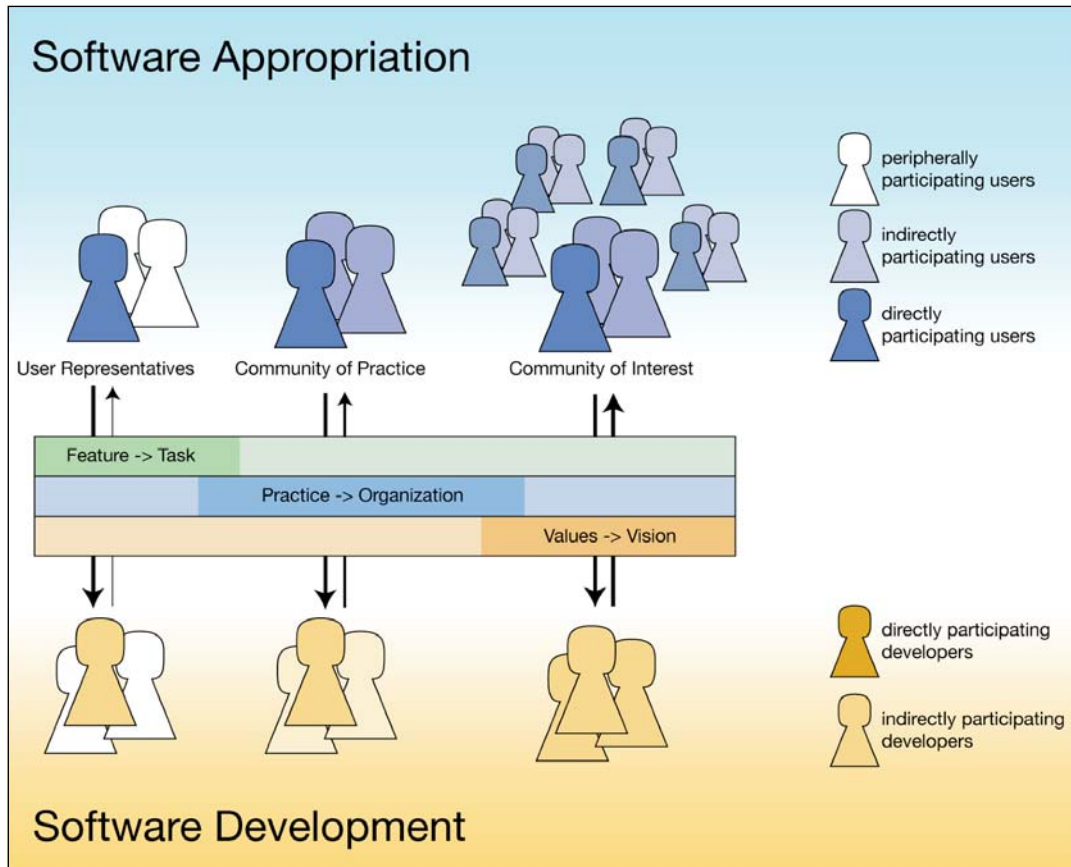 Software Appropriation
peripherally
participating users
indirectly
participating users
directly
participating users
User Representatives
Community of Practice
Community of Interest
Feature -> Task
Practice -> Organization
Values -> Vision
directly participating
developers
indirectly participating
developers
Software Development